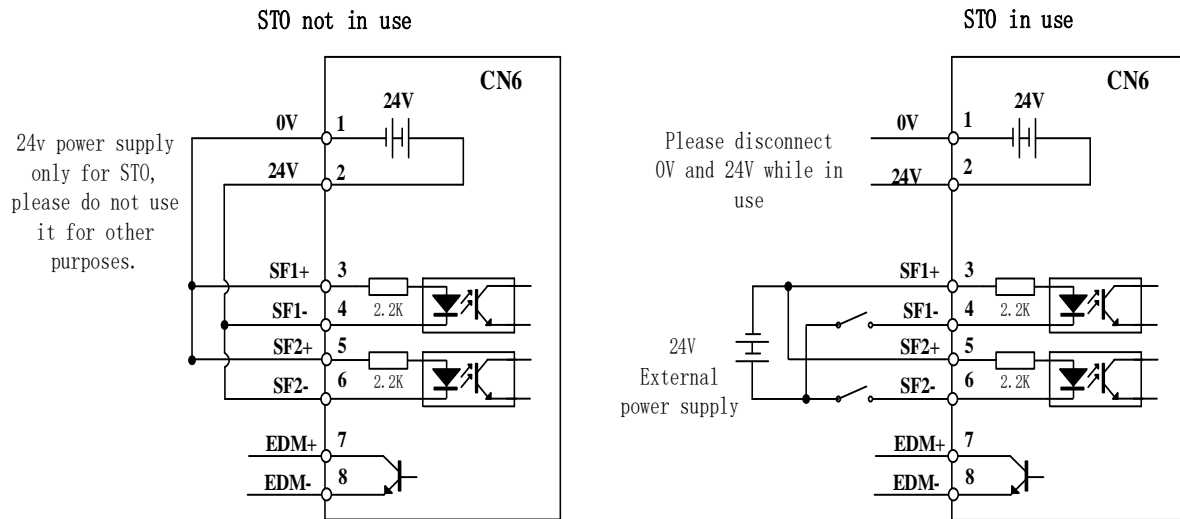 STO not in use
CN6
24V
0V
1
24V
2
24v power supply
only for STO,
please do not use
it for other
purposes.
SF1+
3
2.2K
SF1-
4
SF2+
5
2.2K
SF2-
6
EDM+
7
EDM-
8
STO in use
CN6
24V
0V
1
24V
2
Please disconnect
0V and 24V while in
use
SF1+
3
2.2K
SF1-
4
SF2+
5
2.2K
SF2-
6
24V
External
power supply
EDM+
7
EDM-
8